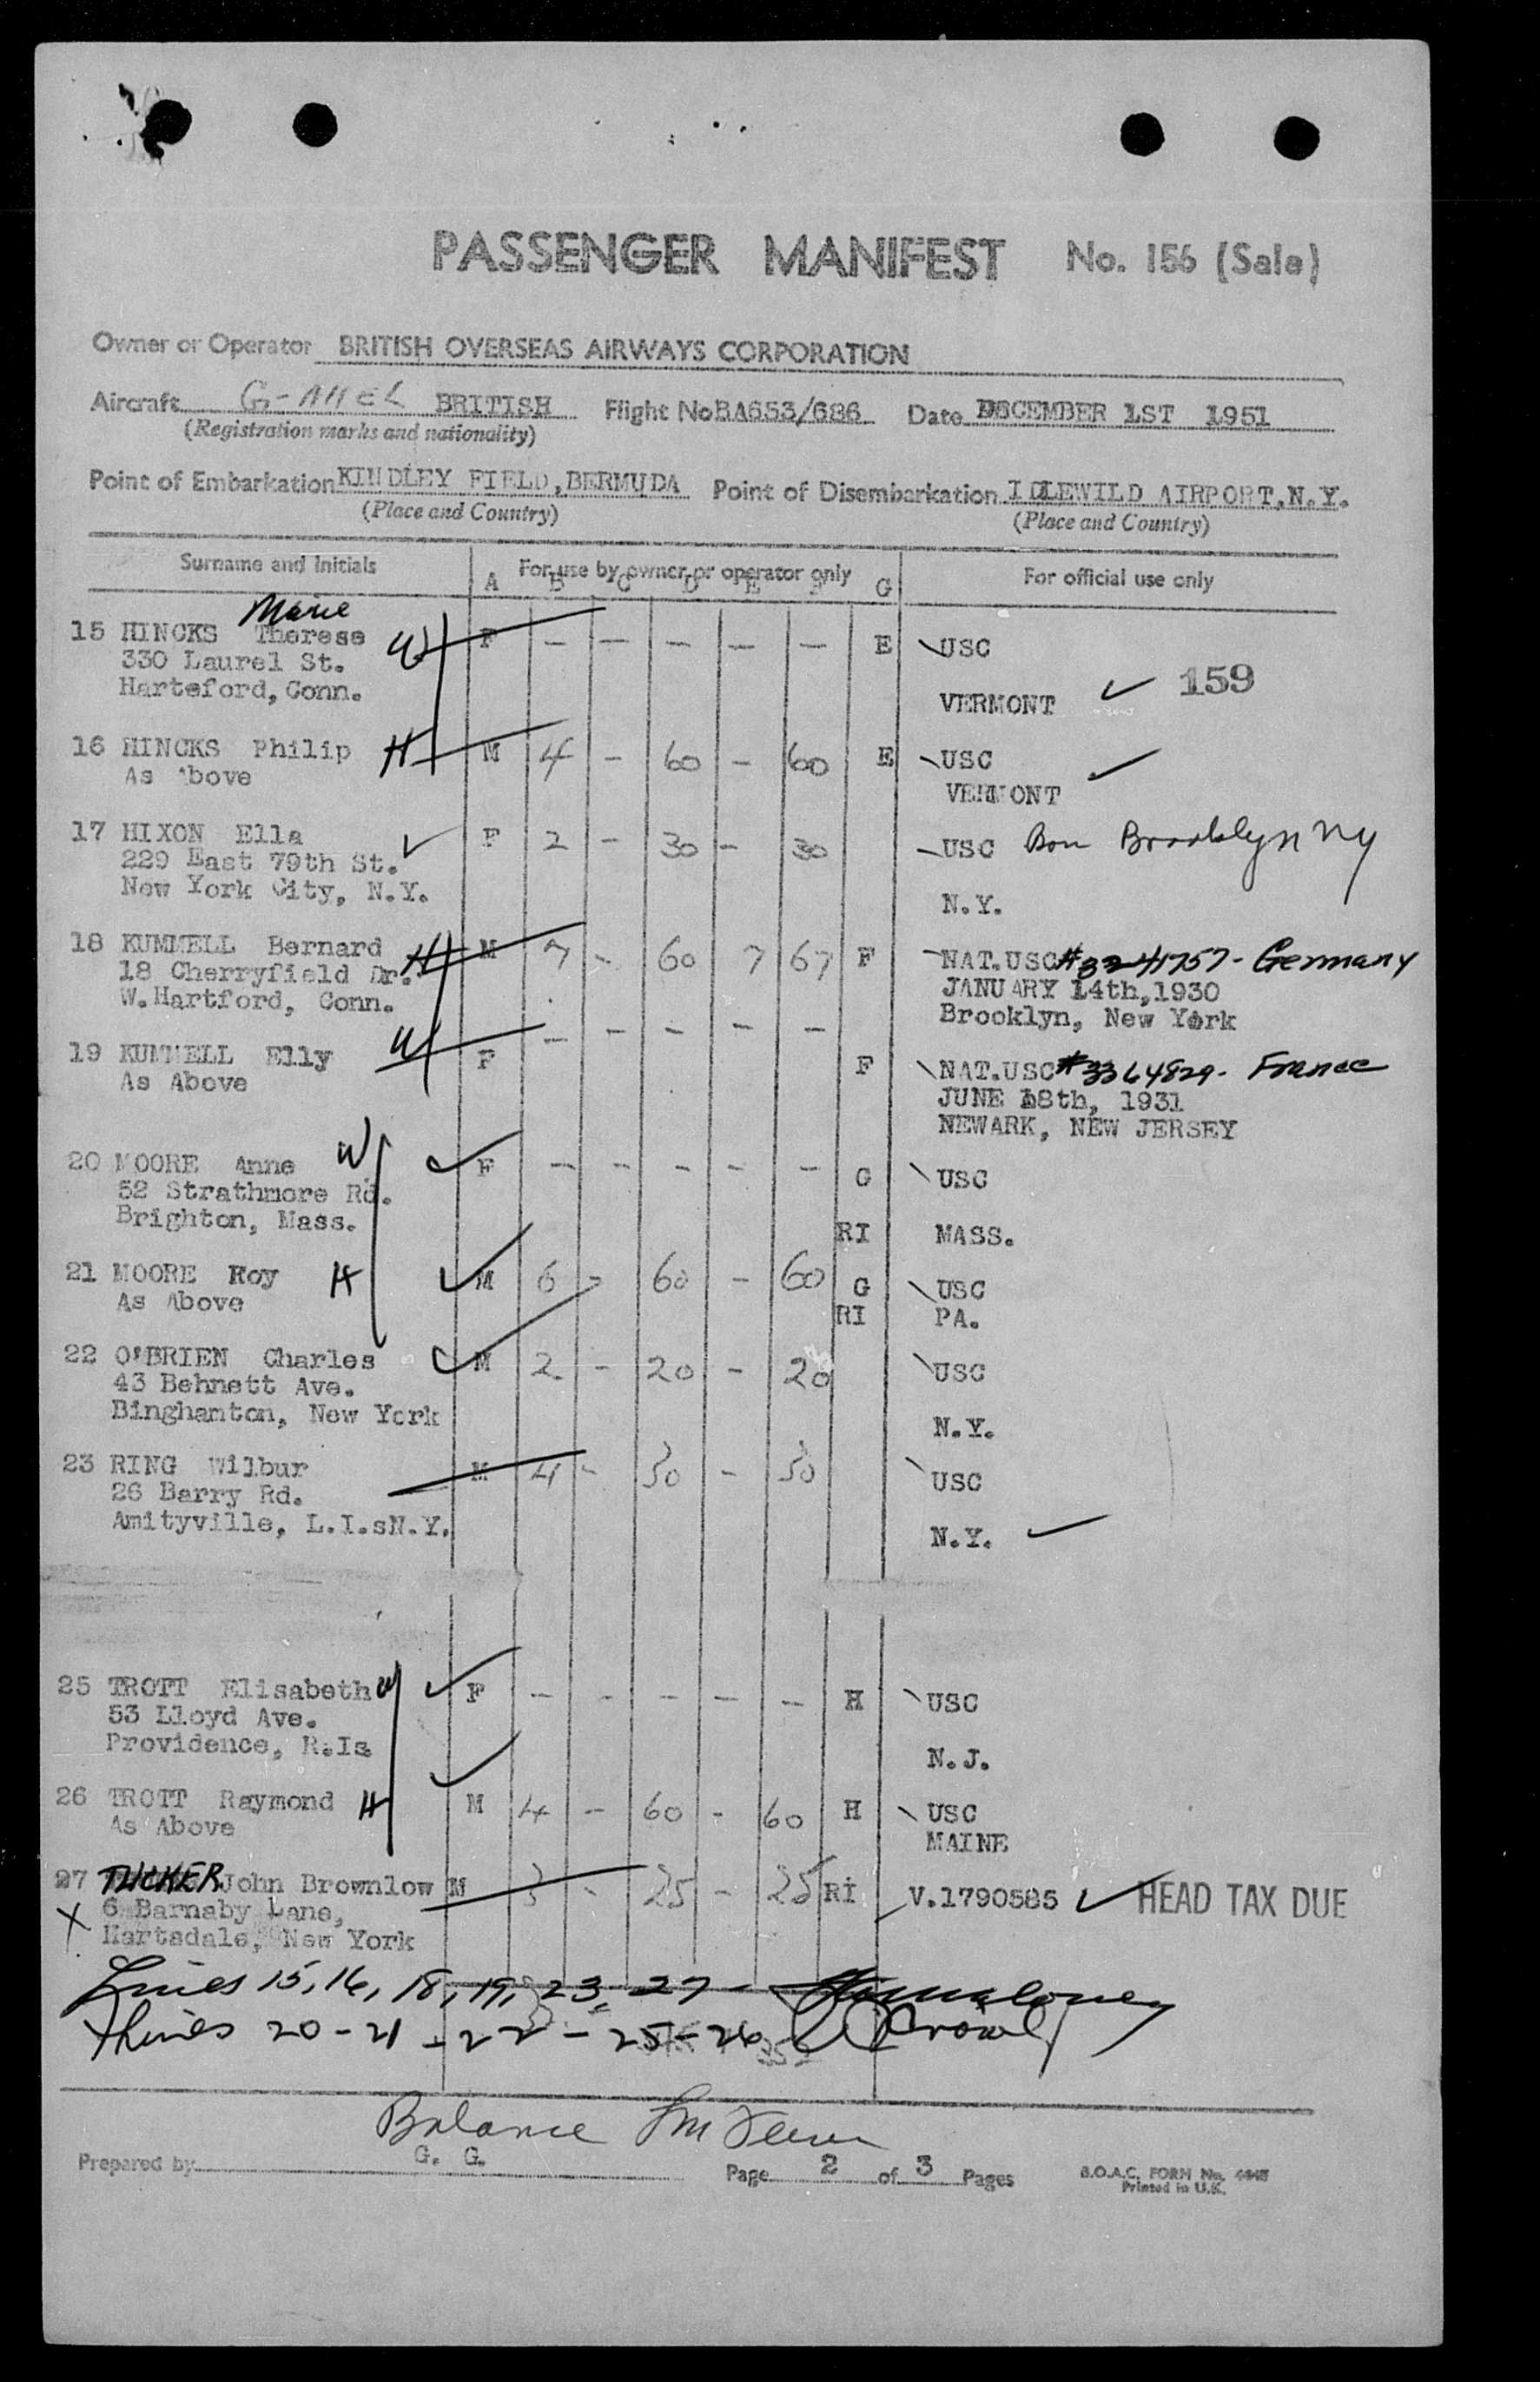 PASSENGER MANIFEST No. 156 (Sale)
Owner or Operator BRITISH OVERSEAS AIRWAYS CORPORATION
Aircraft G- BRITISH Flight No BA653/686 Date DECEMBER 1ST 1951
(Registration marks and nationality)
Point of Embarkation KINDLEY FIELD, BERMUDA Point of Disembarkation IDLEWILD AIRPORT, N.Y.
(Place and Country) (Place and Country)
Surname and Initials For use by owner or operator only For official use only
A B C D E F G
Marie
15 HINCKS Therese W F — — — — — E USC
330 Laurel St.
Harteford, Conn. VERMONT ✓ 159
16 HINCKS Philip H M 4 - 60 - 60 E USC
As Above VERMONT ✓
17 HIXON Ella ✓ F 2 - 30 - 30 USC Born Brooklyn NY
229 East 79th St.
New York City, N.Y. N.Y.
18 KUMMELL Bernard H M 7 - 60 7 67 F NAT.USC #3241757 - Germany
18 Cherryfield Dr. JANUARY 14th, 1930
W. Hartford, Conn. Brooklyn, New York
19 KUMMELL Elly W F - - - - - F NAT.USC #3364829 - France
As Above JUNE 18th, 1931
NEWARK, NEW JERSEY
20 MOORE Anne W ✓ F - - - - - G USC
52 Strathmore Rd.
Brighton, Mass. RI MASS.
21 MOORE Roy H ✓ M 6 - 60 - 60 G USC
As Above RI PA.
22 O'BRIEN Charles ✓ M 2 - 20 - 20 USC
43 Behnett Ave.
Binghamton, New York N.Y.
23 RING Wilbur M 4 - 30 - 30 USC
26 Barry Rd.
Amityville, L.I.sN.Y. N.Y. ✓
25 TROTT Elisabeth W ✓ F - - - - - H USC
53 Lloyd Ave.
Providence, R.Is N.J.
26 TROTT Raymond H ✓ M 4 - 60 - 60 H USC
As Above MAINE
27 TUCKER John Brownlow M 3 - 25 - 25 RI V.1790585 ✓ HEAD TAX DUE
X 6 Barnaby Lane,
Hartsdale, New York
Lines 15, 16, 18, 19, 23, 27 -
Lines 20 - 21 - 22 - 25 - 26
Balance
Prepared by G. G. Page 2 of 3 Pages B.O.A.C. FORM No. 4445
Printed in U.K.